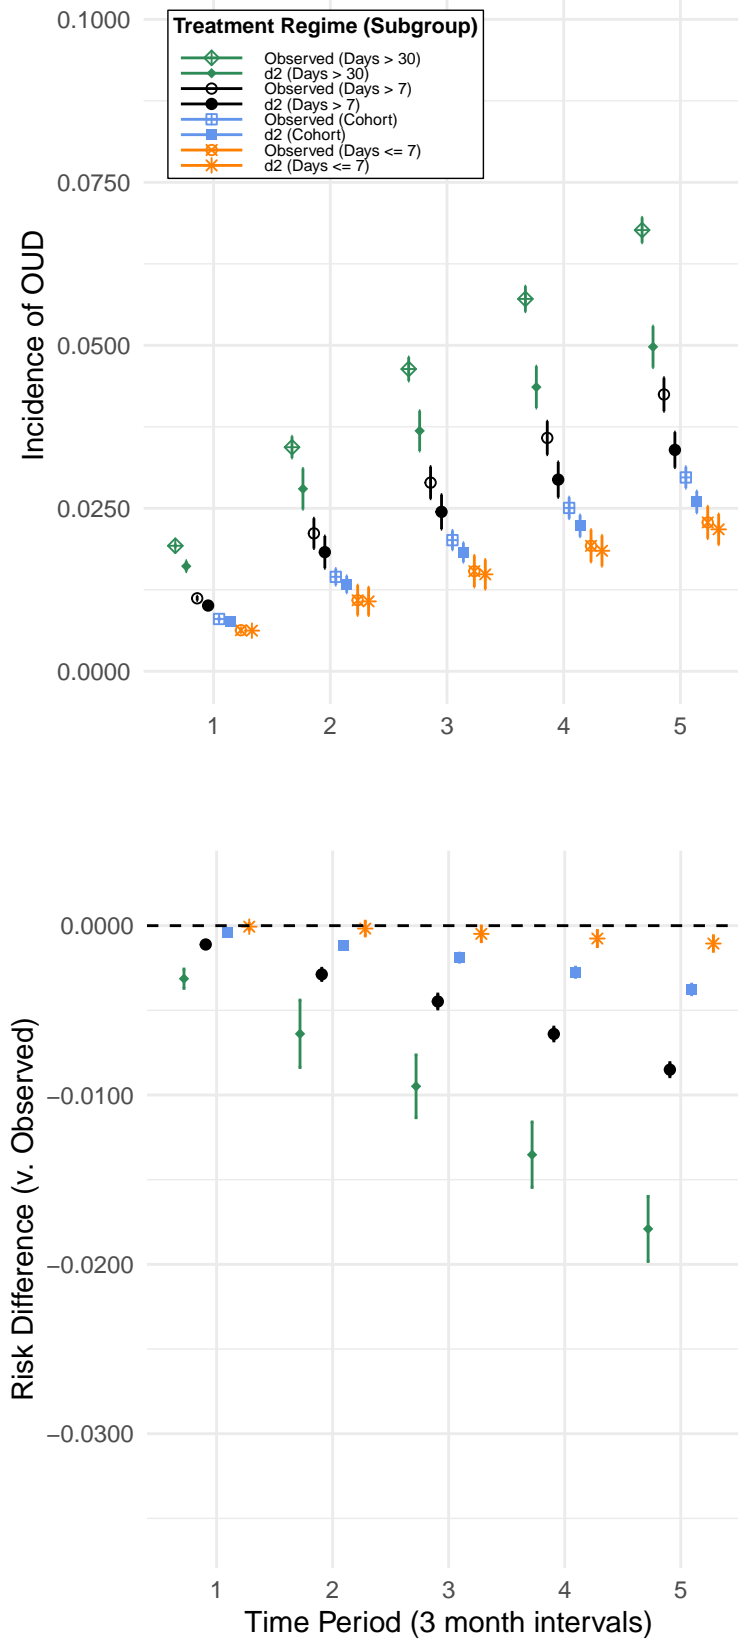 0.1000
0.0750
0.0500
0.0250
0.0000
Incidence of OUD
Treatment Regime (Subgroup)
Observed (Days > 30)
d2 (Days > 30)
Observed (Days > 7)
d2 (Days > 7)
Observed (Cohort)
d2 (Cohort)
Observed (Days <= 7)
d2 (Days <= 7)
1 2 3 4 5
0.0000
−0.0100
−0.0200
−0.0300
Risk Difference (v. Observed)
1 2 3 4 5
Time Period (3 month intervals)